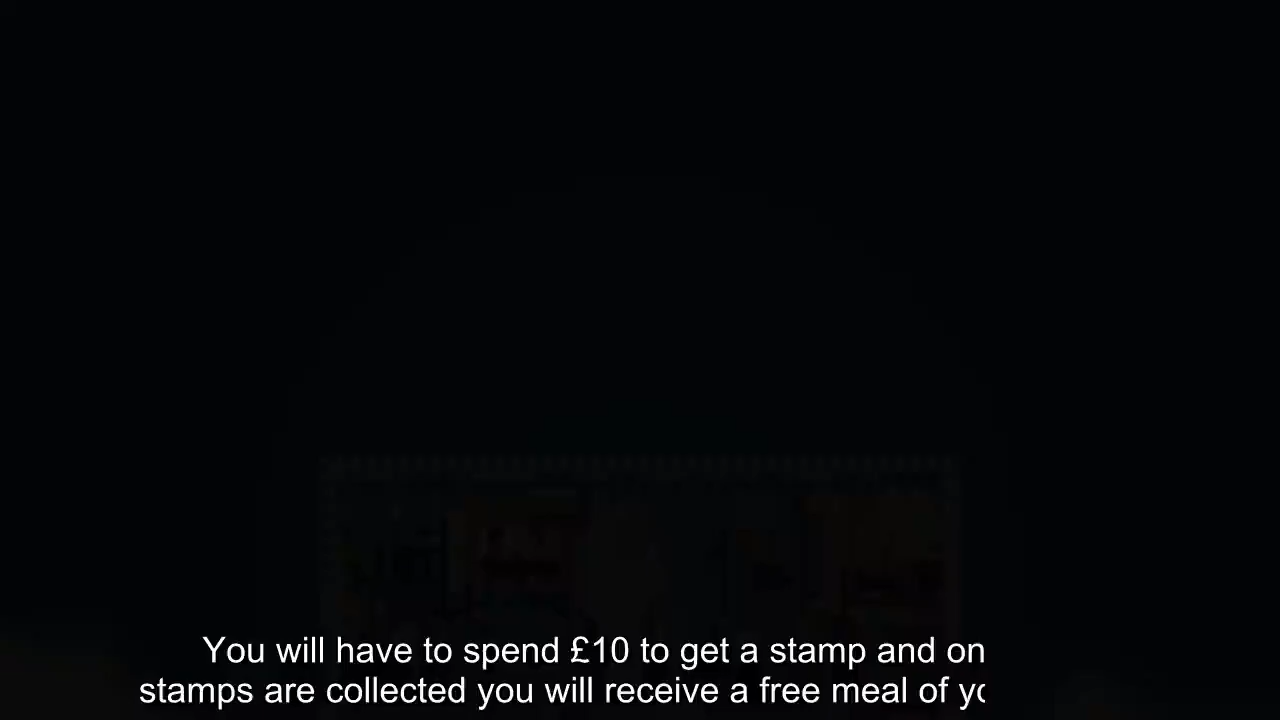 You will have to spend £10 to get a stamp and on
stamps are collected you will receive a free meal of yo